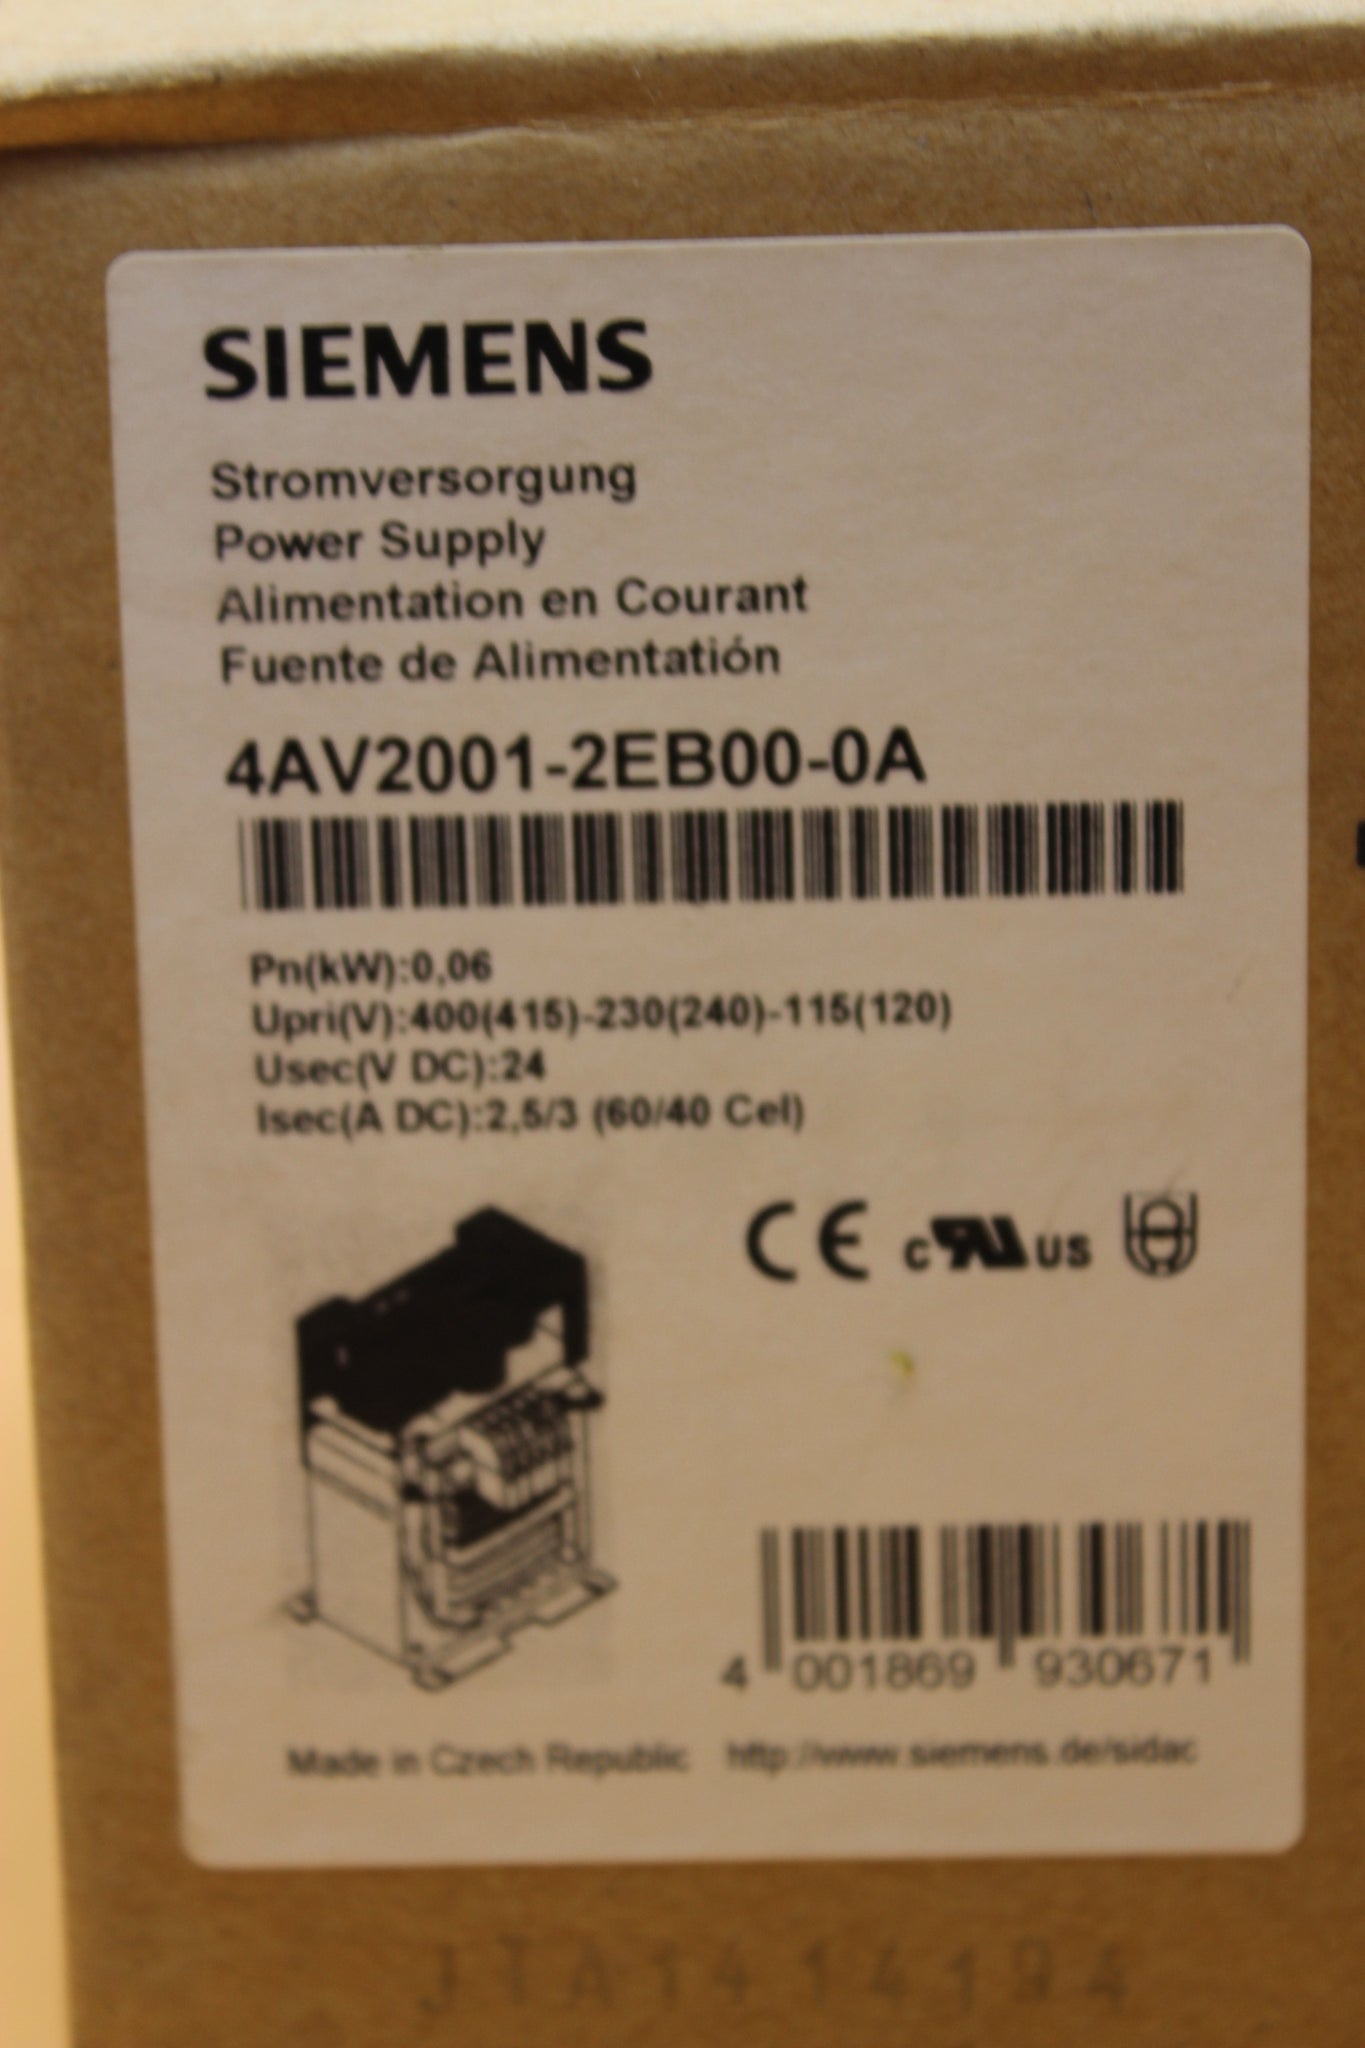 SIEMENS
Stromversorgung
Power Supply
Alimentation en Courant
Fuente de Alimentatión
4AV2001-2EB00-0A
Pn(kW):0,06
Upri(V):400(415)-230(240)-115(120)
Usec(V DC):24
Isec(A DC):2,5/3 (60/40 Cel)
CE c UL US
4 001869 930671
Made in Czech Republic http://www.siemens.de/sidac